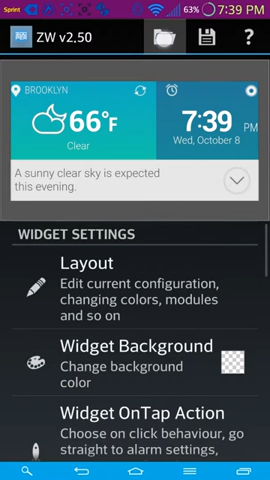 Sprint 63% 7:39 PM
ZW v2,50 ?
BROOKLYN
66°F 7:39 PM
Clear Wed, October 8
A sunny clear sky is expected
this evening.
WIDGET SETTINGS
Layout
Edit current configuration,
changing colors, modules
and so on
Widget Background
Change background
color
Widget OnTap Action
Choose on click behaviour, go
straight to alarm settings,